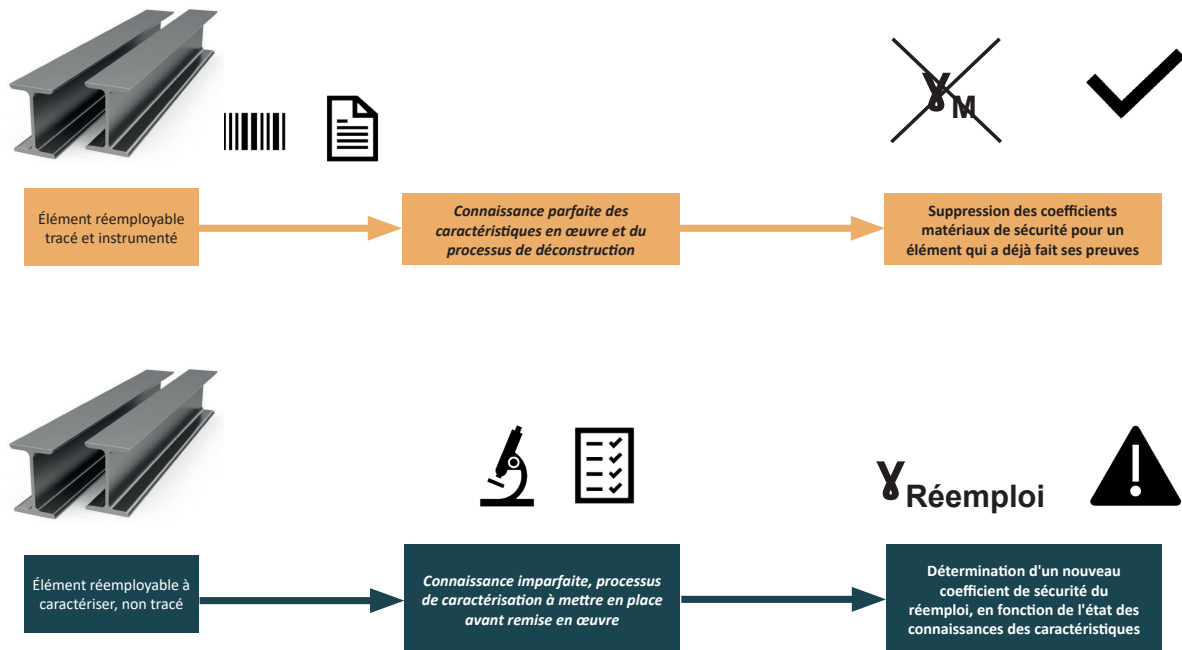 ɣ M
Élément réemployable
tracé et instrumenté
Connaissance parfaite des
caractéristiques en œuvre et du
processus de déconstruction
Suppression des coefficients
matériaux de sécurité pour un
élément qui a déjà fait ses preuves
ɣ Réemploi
Élément réemployable à
caractériser, non tracé
Connaissance imparfaite, processus
de caractérisation à mettre en place
avant remise en œuvre
Détermination d'un nouveau
coefficient de sécurité du
réemploi, en fonction de l'état des
connaissances des caractéristiques